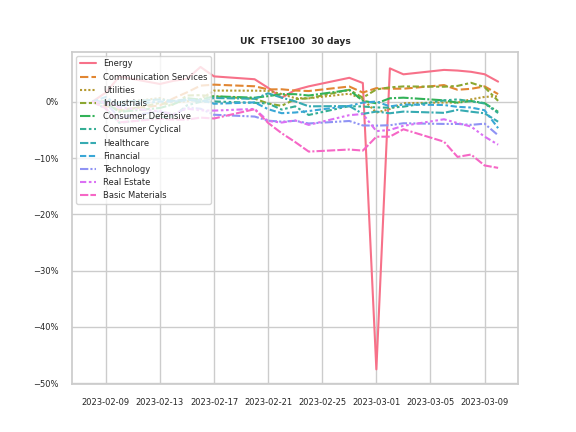 UK  FTSE100  30 days
Energy
Communication Services
Utilities
Industrials
Consumer Defensive
Consumer Cyclical
Healthcare
Financial
Technology
Real Estate
Basic Materials
0%
−10%
−20%
−30%
−40%
−50%
2023-02-09 2023-02-13 2023-02-17 2023-02-21 2023-02-25 2023-03-01 2023-03-05 2023-03-09